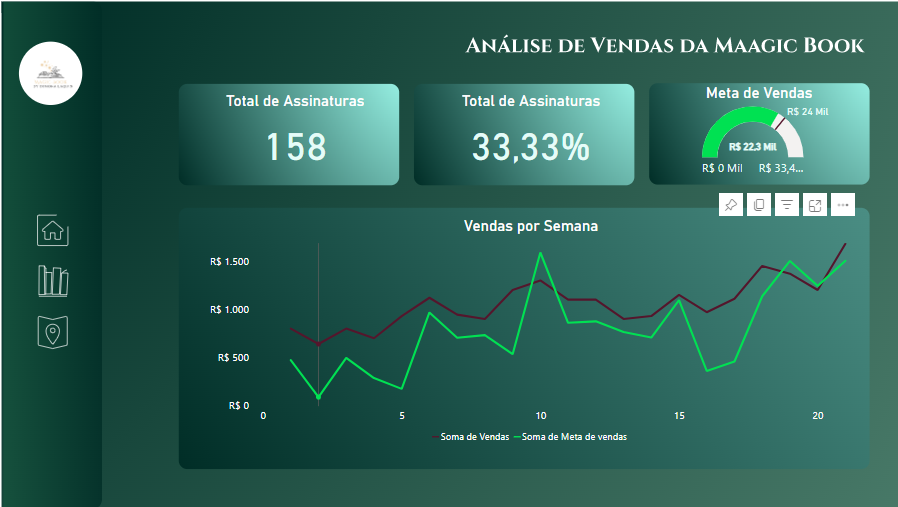 Análise de Vendas da Maagic Book
Total de Assinaturas
158
Total de Assinaturas
33,33%
Meta de Vendas
R$ 24 Mil
R$ 22,3 Mil
R$ 0 Mil
R$ 33,4...
Vendas por Semana
R$ 1.500
R$ 1.000
R$ 500
R$ 0
0
5
10
15
20
Soma de Vendas
Soma de Meta de vendas